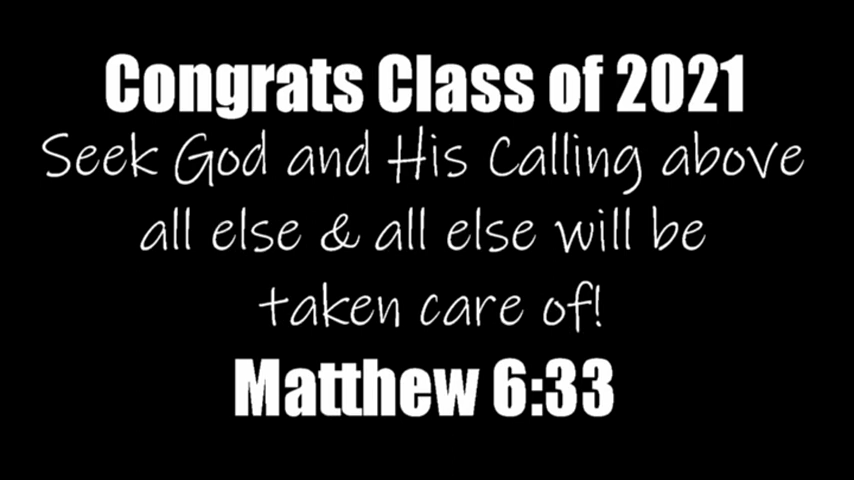 Congrats Class of 2021
Seek God and His Calling above
all else & all else will be
taken care of!
Matthew 6:33